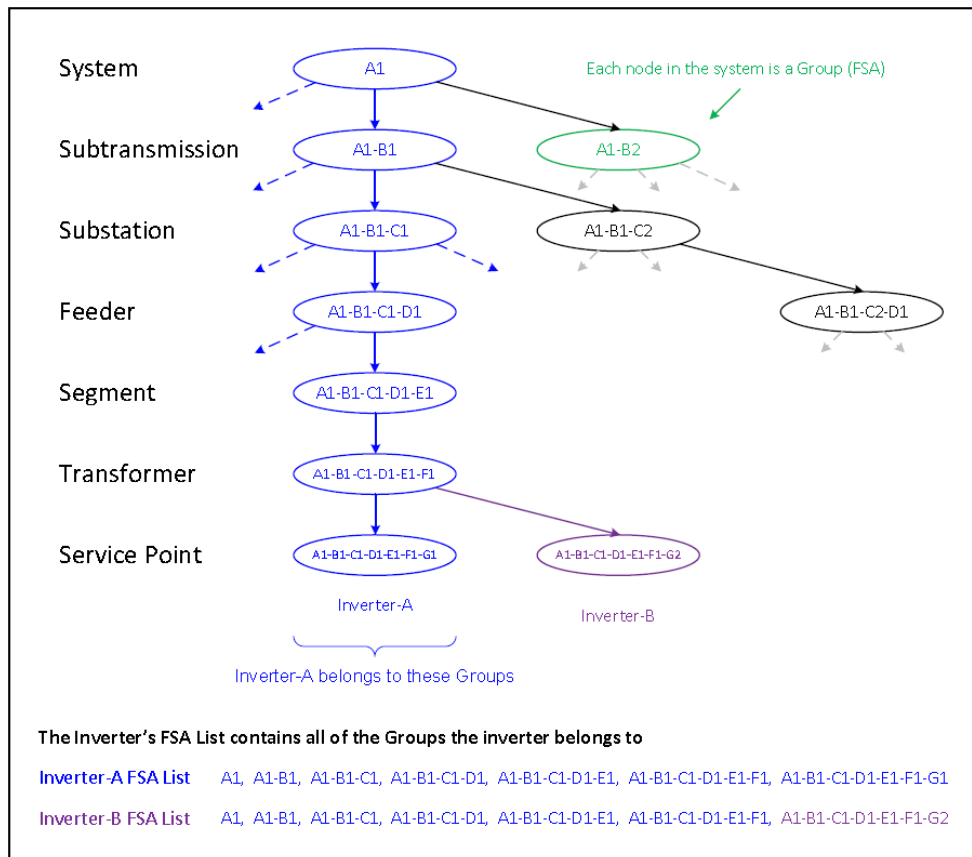 System
A1
Each node in the system is a Group (FSA)
Subtransmission
A1-B1
A1-B2
Substation
A1-B1-C1
A1-B1-C2
Feeder
A1-B1-C1-D1
A1-B1-C2-D1
Segment
A1-B1-C1-D1-E1
Transformer
A1-B1-C1-D1-E1-F1
Service Point
A1-B1-C1-D1-E1-F1-G1
A1-B1-C1-D1-E1-F1-G2
Inverter-A
Inverter-B
Inverter-A belongs to these Groups
The Inverter's FSA List contains all of the Groups the inverter belongs to
Inverter-A FSA List A1, A1-B1, A1-B1-C1, A1-B1-C1-D1, A1-B1-C1-D1-E1, A1-B1-C1-D1-E1-F1, A1-B1-C1-D1-E1-F1-G1
Inverter-B FSA List A1, A1-B1, A1-B1-C1, A1-B1-C1-D1, A1-B1-C1-D1-E1, A1-B1-C1-D1-E1-F1, A1-B1-C1-D1-E1-F1-G2